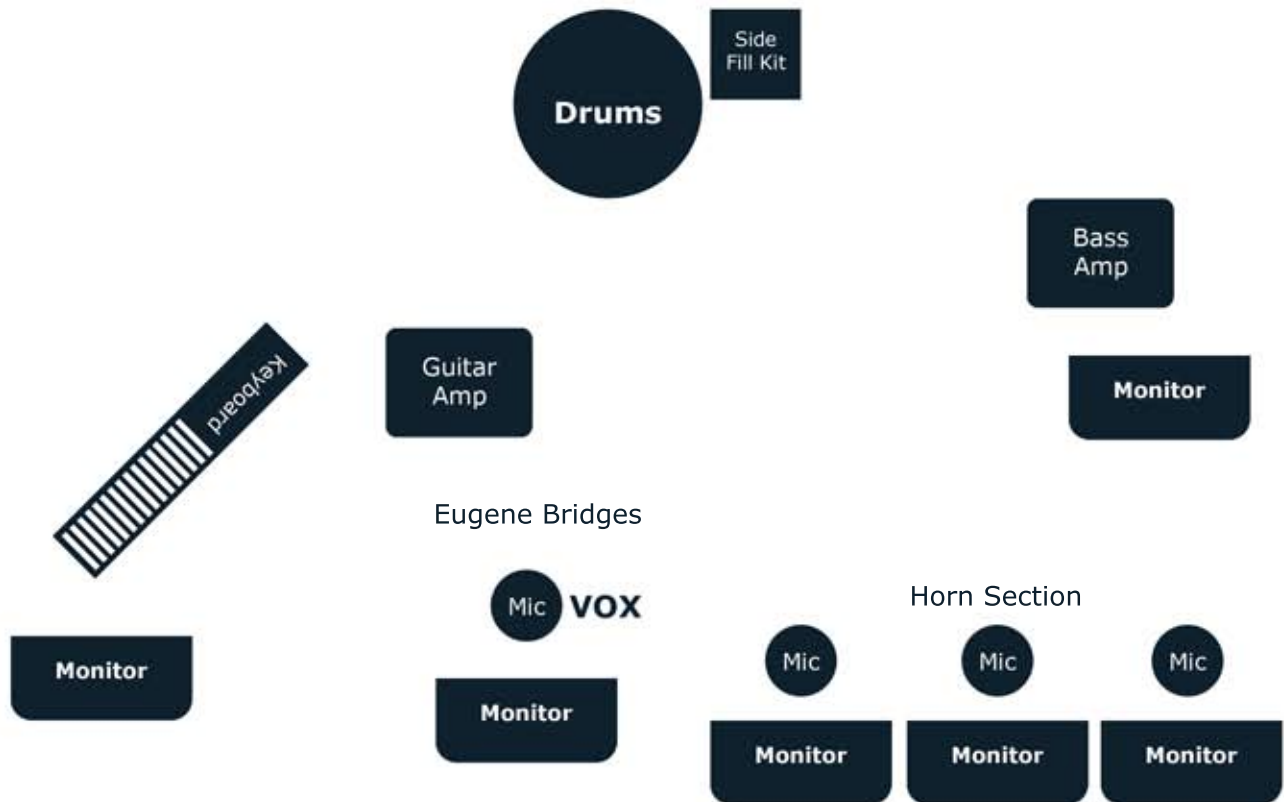 Side
Fill Kit
Drums
Bass
Amp
Guitar
Amp
Keyboard
Monitor
Eugene Bridges
Mic VOX
Horn Section
Mic
Mic
Mic
Monitor
Monitor
Monitor
Monitor
Monitor